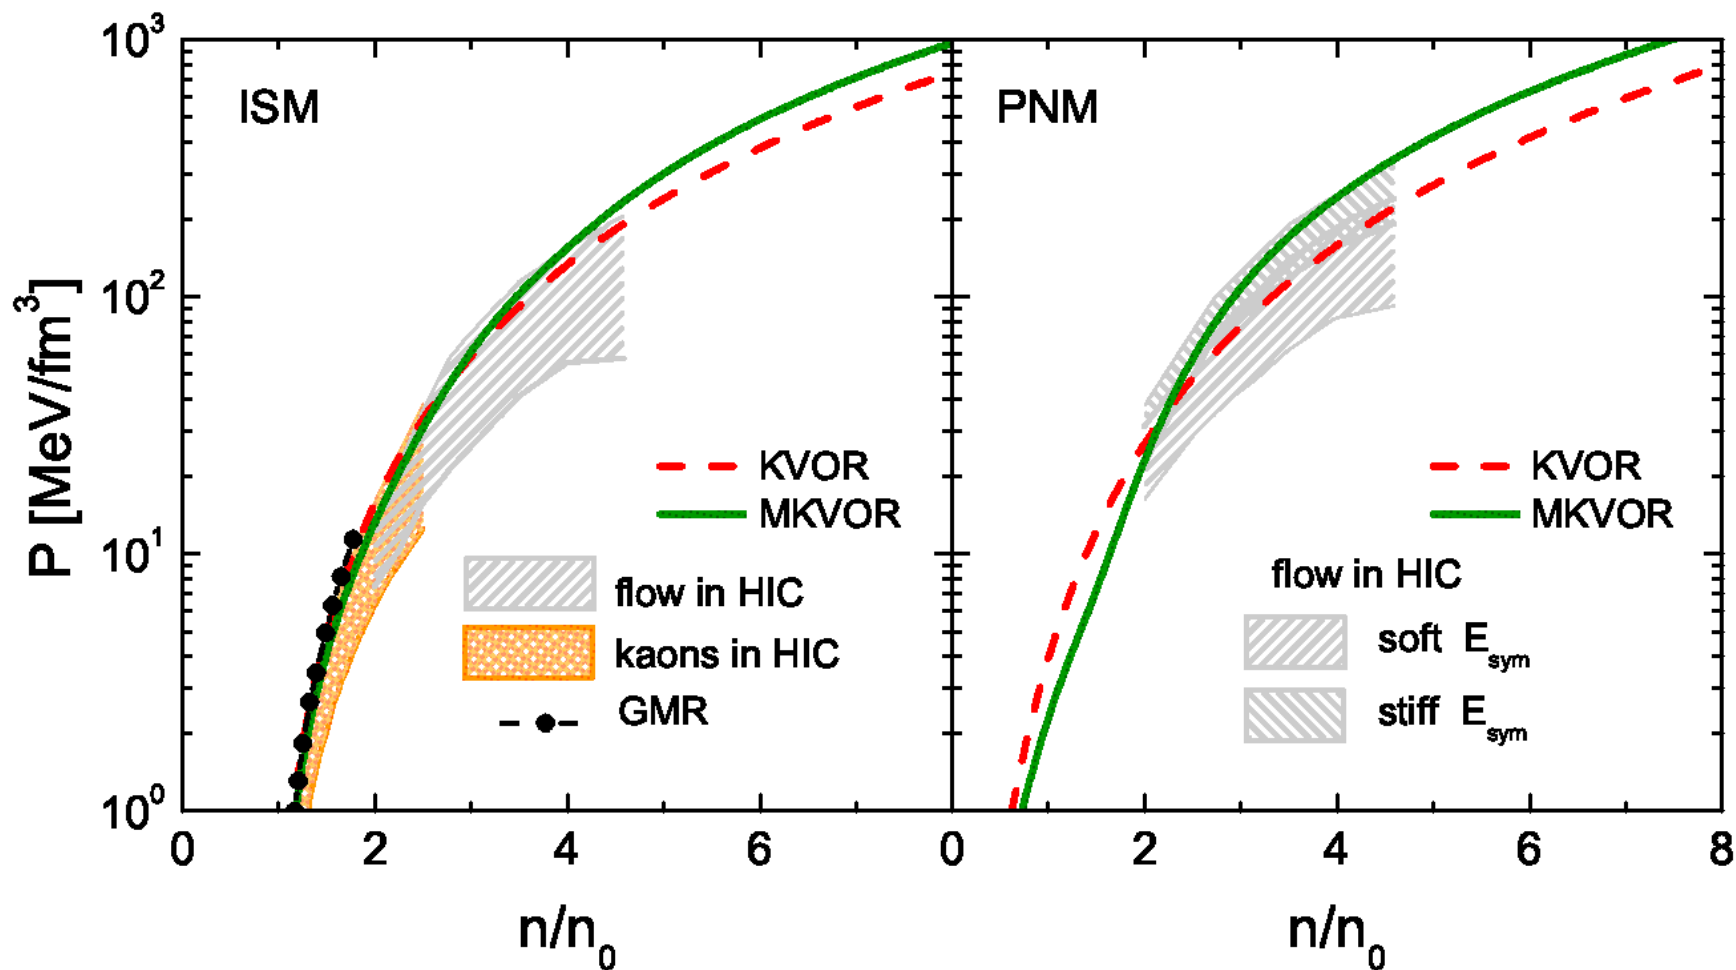 10³
10²
10¹
10⁰
P [MeV/fm³]
ISM
KVOR
MKVOR
flow in HIC
kaons in HIC
GMR
0 2 4 6 0 2 4 6 8
n/n₀
PNM
KVOR
MKVOR
flow in HIC
soft E_sym
stiff E_sym
n/n₀